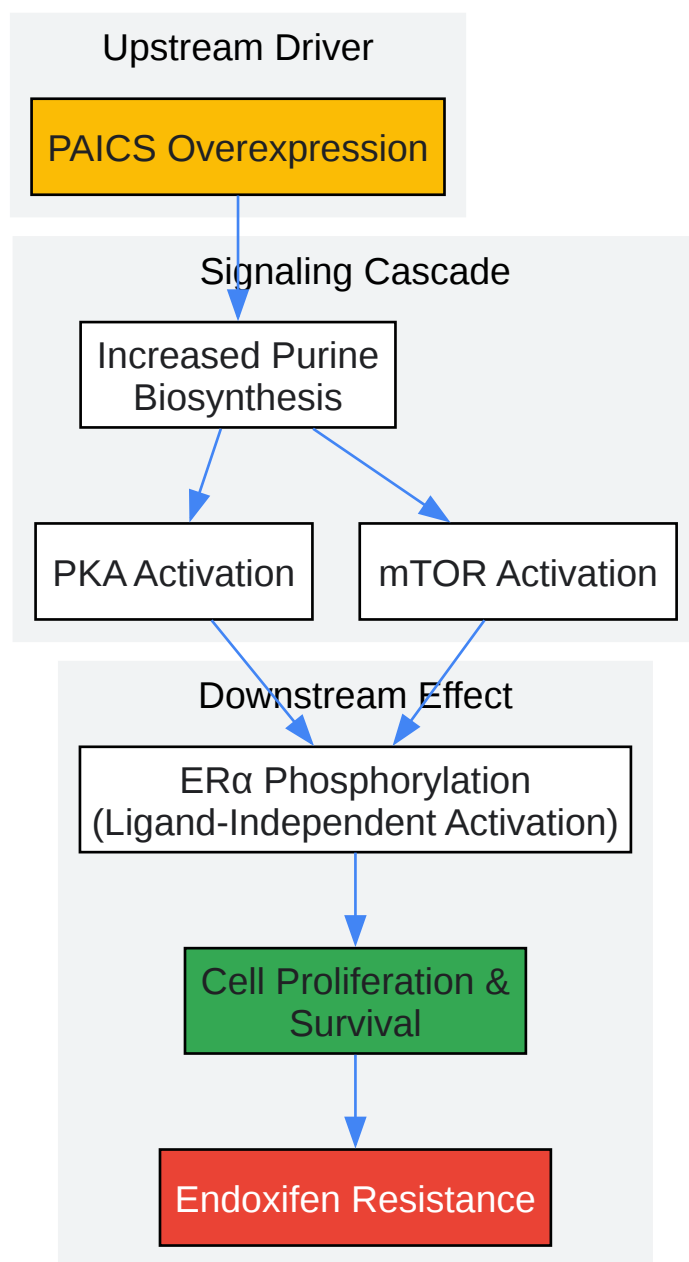 Upstream Driver
PAICS Overexpression
Signaling Cascade
Increased Purine
Biosynthesis
PKA Activation
mTOR Activation
Downstream Effect
ERα Phosphorylation
(Ligand-Independent Activation)
Cell Proliferation &
Survival
Endoxifen Resistance